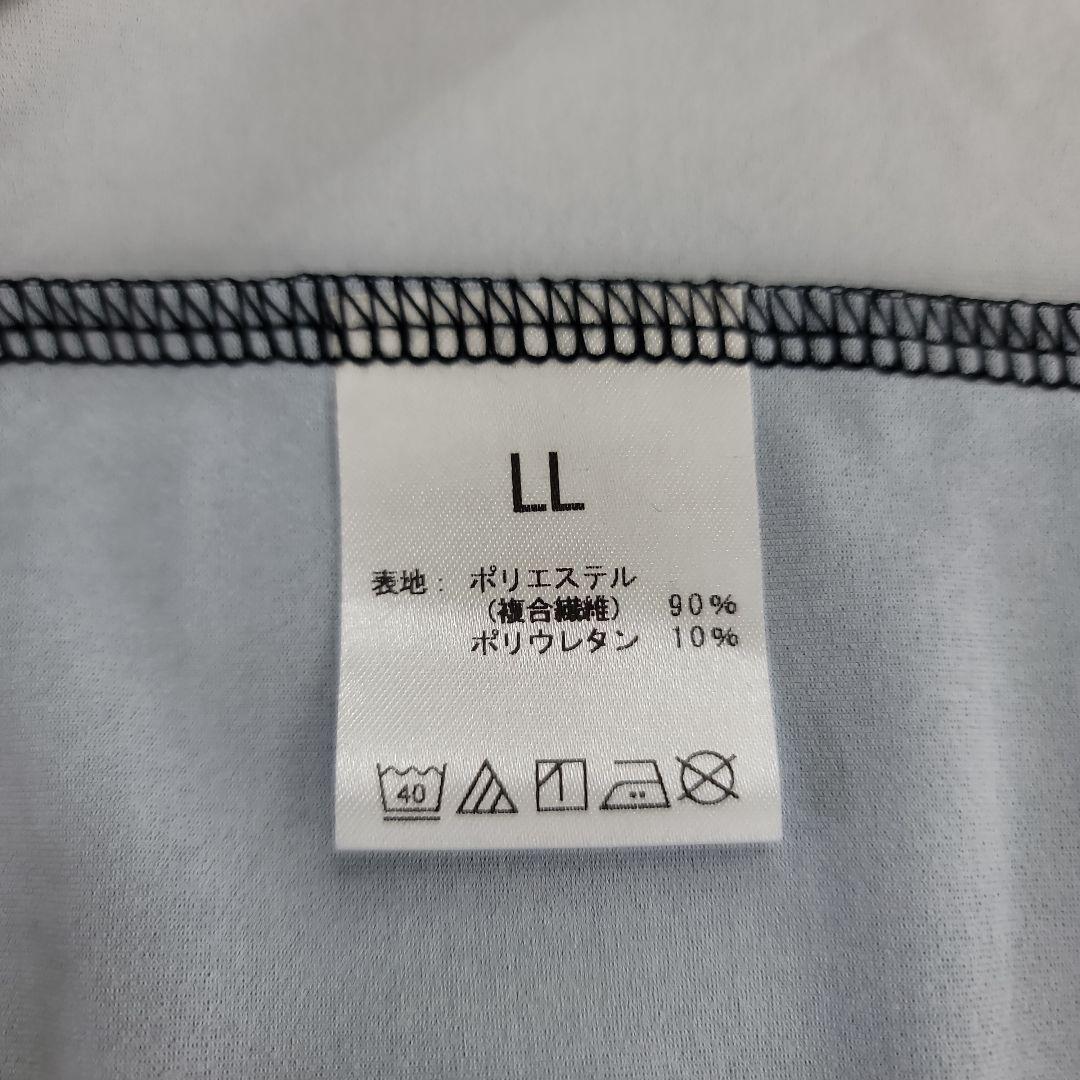 LL
表地: ポリエステル
(複合繊維) 90%
ポリウレタン 10%
40